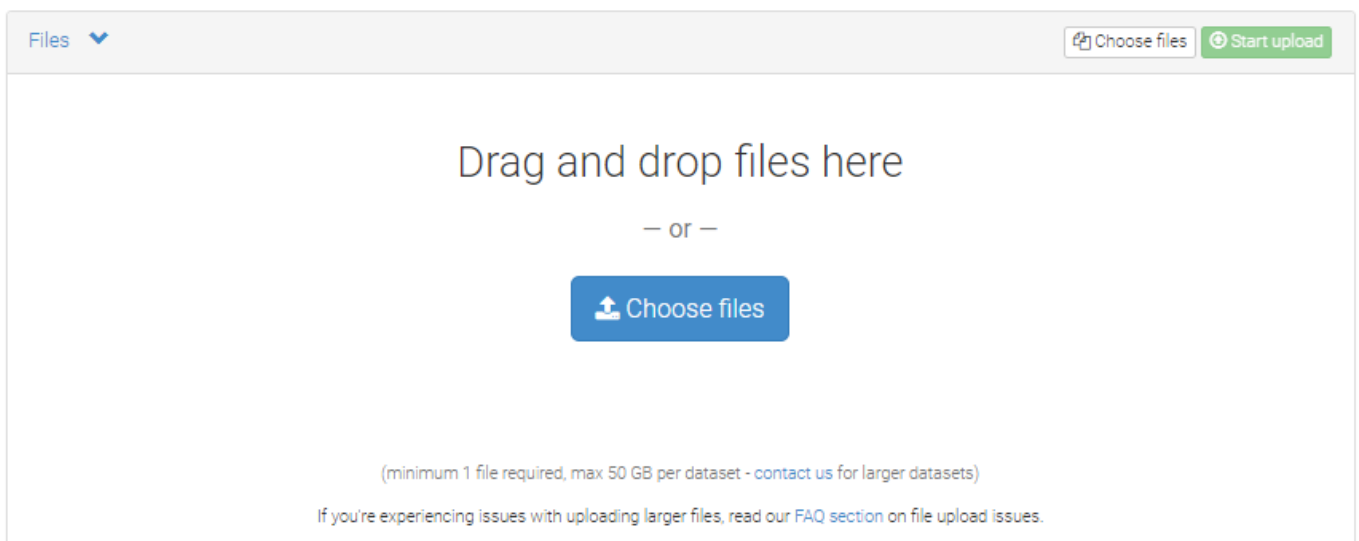 Files
Choose files
Start upload
Drag and drop files here
— or —
Choose files
(minimum 1 file required, max 50 GB per dataset - contact us for larger datasets)
If you're experiencing issues with uploading larger files, read our FAQ section on file upload issues.